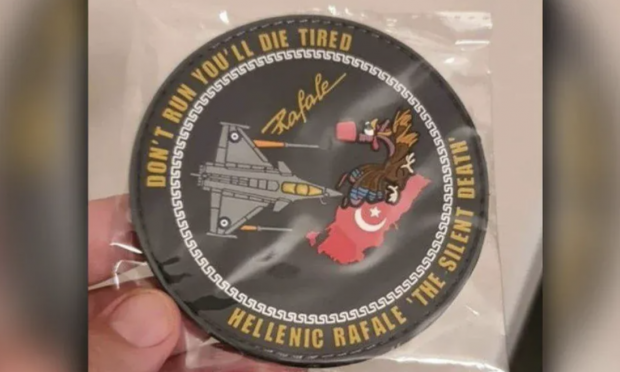 DON'T RUN YOU'LL DIE TIRED
Rafale
HELLENIC RAFALE 'THE SILENT DEATH'